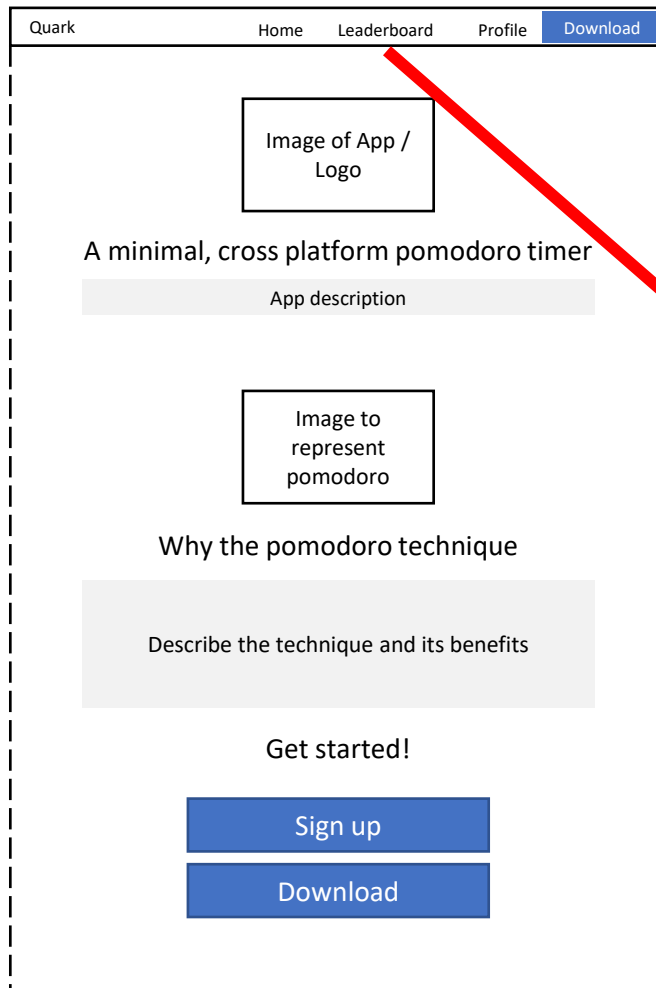 Quark Home Leaderboard Profile Download
Image of App /
Logo
A minimal, cross platform pomodoro timer
App description
Image to
represent
pomodoro
Why the pomodoro technique
Describe the technique and its benefits
Get started!
Sign up
Download